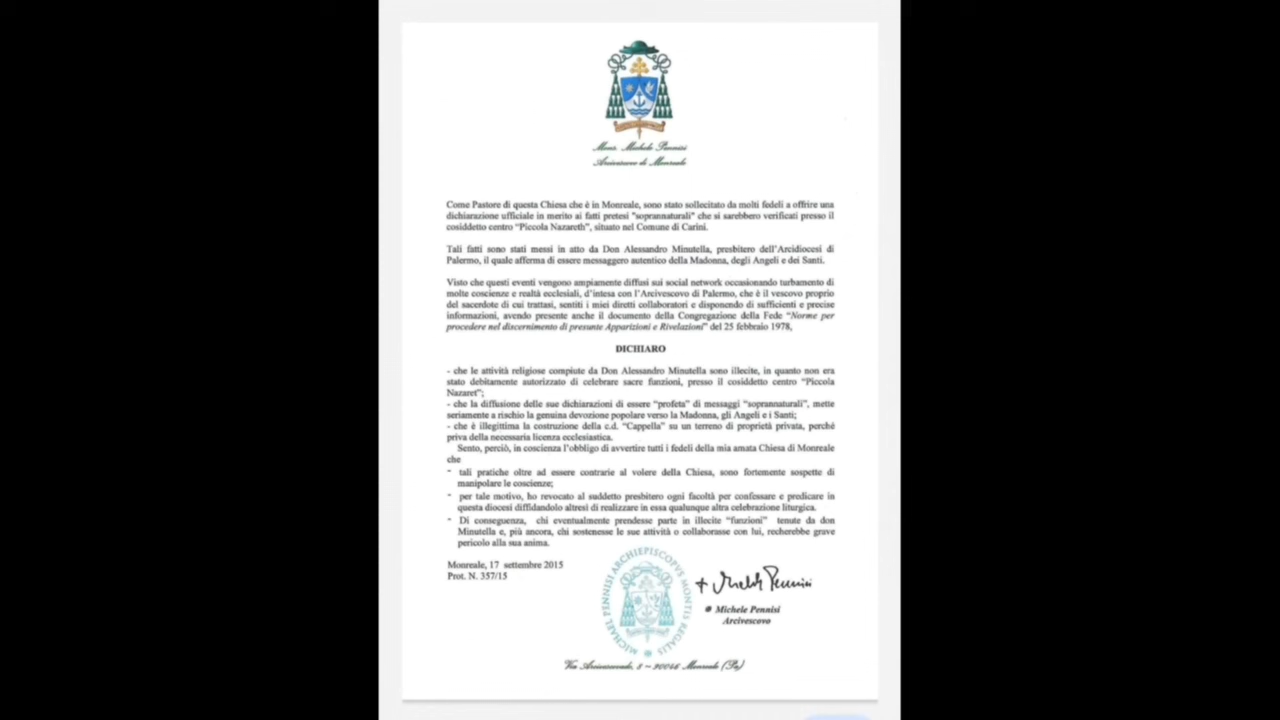 Mons. Michele Pennisi
Arcivescovo di Monreale
Come Pastore di questa Chiesa che è in Monreale, sono stato sollecitato da molti fedeli a offrire una
dichiarazione ufficiale in merito ai fatti pretesi "soprannaturali" che si sarebbero verificati presso il
cosiddetto centro “Piccola Nazareth”, situato nel Comune di Carini.
Tali fatti sono stati messi in atto da Don Alessandro Minutella, presbitero dell’Arcidiocesi di
Palermo, il quale afferma di essere messaggero autentico della Madonna, degli Angeli e dei Santi.
Visto che questi eventi vengono ampiamente diffusi sui social network occasionando turbamento di
molte coscienze e realtà ecclesiali, d’intesa con l’Arcivescovo di Palermo, che è il vescovo proprio
del sacerdote di cui trattasi, sentiti i miei diretti collaboratori e disponendo di sufficienti e precise
informazioni, avendo presente anche il documento della Congregazione della Fede “Norme per
procedere nel discernimento di presunte Apparizioni e Rivelazioni” del 25 febbraio 1978,
DICHIARO
- che le attività religiose compiute da Don Alessandro Minutella sono illecite, in quanto non era
stato debitamente autorizzato di celebrare sacre funzioni, presso il cosiddetto centro “Piccola
Nazaret”;
- che la diffusione delle sue dichiarazioni di essere “profeta” di messaggi “soprannaturali”, mette
seriamente a rischio la genuina devozione popolare verso la Madonna, gli Angeli e i Santi;
- che è illegittima la costruzione della c.d. “Cappella” su un terreno di proprietà privata, perché
priva della necessaria licenza ecclesiastica.
Sento, perciò, in coscienza l’obbligo di avvertire tutti i fedeli della mia amata Chiesa di Monreale
che
- tali pratiche oltre ad essere contrarie al volere della Chiesa, sono fortemente sospette di
manipolare le coscienze;
- per tale motivo, ho revocato al suddetto presbitero ogni facoltà per confessare e predicare in
questa diocesi diffidandolo altresì di realizzare in essa qualunque altra celebrazione liturgica.
- Di conseguenza, chi eventualmente prendesse parte in illecite “funzioni” tenute da don
Minutella e, più ancora, chi sostenesse le sue attività o collaborasse con lui, recherebbe grave
pericolo alla sua anima.
Monreale, 17 settembre 2015
Prot. N. 357/15
MICHAEL PENNISI ARCHIEPISCOPVS MONTIS REGALIS
+ Michele Pennisi
Michele Pennisi
Arcivescovo
Via Arcivescovado, 8 – 90046 Monreale (Pa)